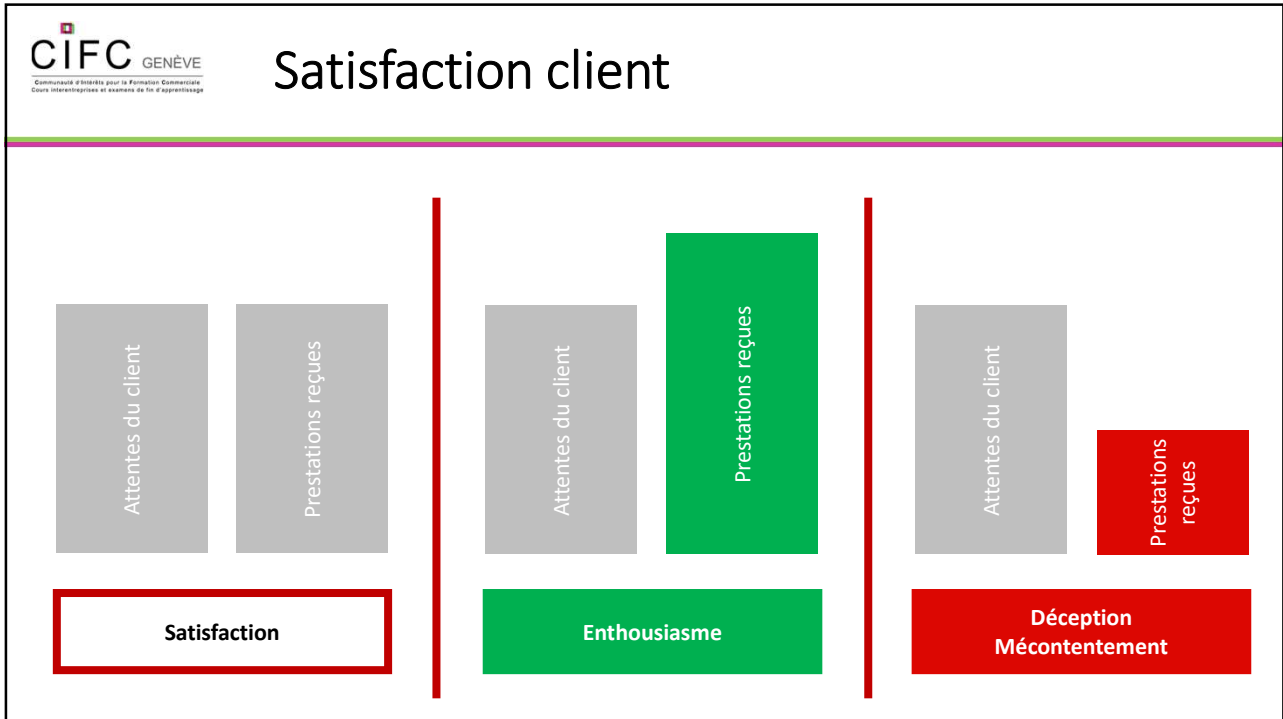 CIFC GENÈVE
Communauté d'Intérêts pour la Formation Commerciale
Cours interentreprises et examens de fin d'apprentissage
Satisfaction client
Attentes du client
Prestations reçues
Satisfaction
Attentes du client
Prestations reçues
Enthousiasme
Attentes du client
Prestations
reçues
Déception
Mécontentement